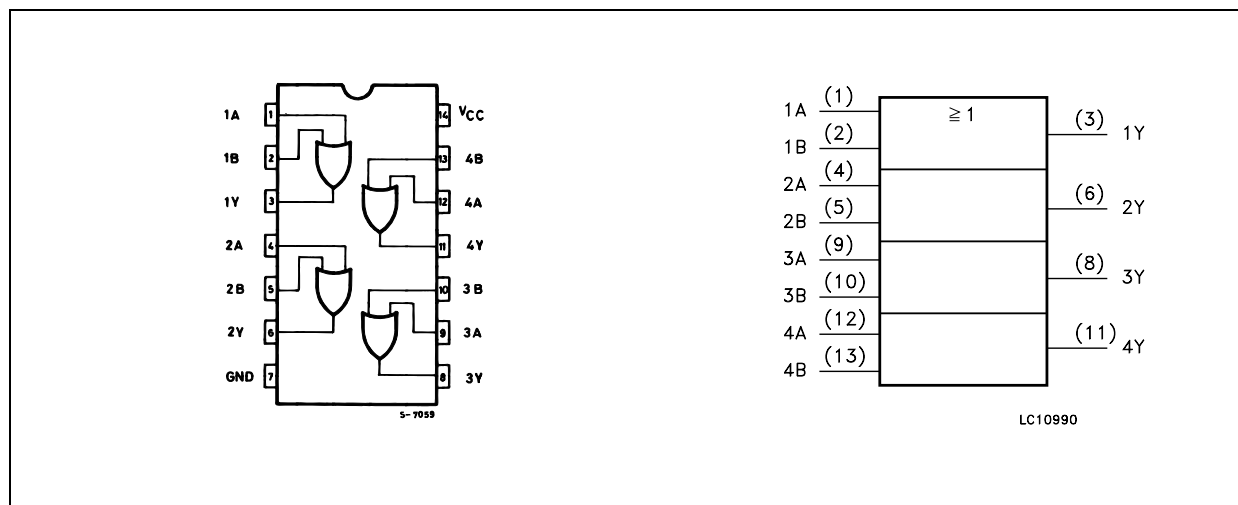 1A 1 14 VCC
1B 2 13 4B
1Y 3 12 4A
2A 4 11 4Y
2B 5 10 3B
2Y 6 9 3A
GND 7 8 3Y
S-7059
≧1
1A (1)
1B (2)
2A (4)
2B (5)
3A (9)
3B (10)
4A (12)
4B (13)
(3) 1Y
(6) 2Y
(8) 3Y
(11) 4Y
LC10990